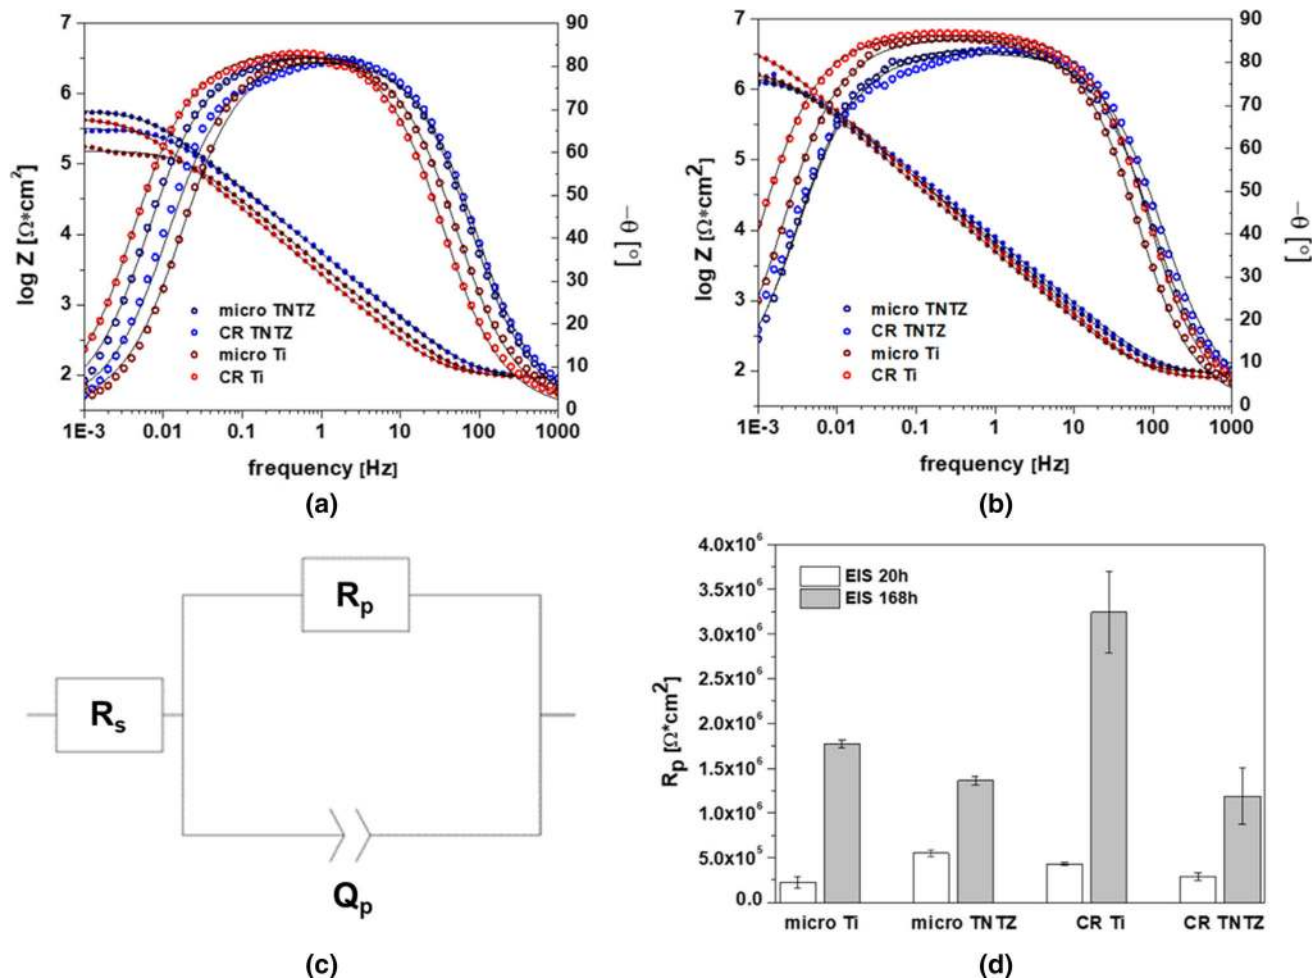 7
6
5
4
3
2
log Z [Ω*cm²]
90
80
70
60
50
40
30
20
10
0
-θ [o]
micro TNTZ
CR TNTZ
micro Ti
CR Ti
1E-3 0.01 0.1 1 10 100 1000
frequency [Hz]
(a)
7
6
5
4
3
2
log Z [Ω*cm2]
90
80
70
60
50
40
30
20
10
0
-θ [o]
micro TNTZ
CR TNTZ
micro Ti
CR Ti
1E-3 0.01 0.1 1 10 100 1000
frequency [Hz]
(b)
Rs
Rp
Qp
(c)
4.0x10⁶
3.5x10⁶
3.0x10⁶
2.5x10⁶
2.0x10⁶
1.5x10⁶
1.0x10⁶
5.0x10⁵
0.0
Rp [Ω*cm²]
EIS 20h
EIS 168h
micro Ti micro TNTZ CR Ti CR TNTZ
(d)